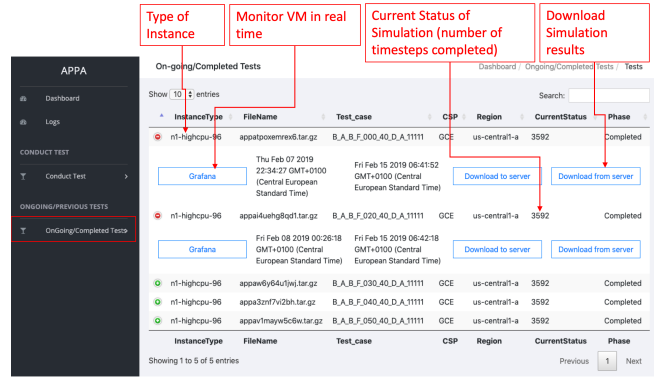 Type of
Instance
Monitor VM in real
time
Current Status of
Simulation (number of
timesteps completed)
Download
Simulation
results
APPA
Dashboard
Logs
CONDUCT TEST
Conduct Test
ONGOING/PREVIOUS TESTS
OnGoing/Completed Tests
On-going/Completed Tests
Dashboard / Ongoing/Completed Tests / Tests
Show 10 entries
Search:
InstanceType FileName Test_case CSP Region CurrentStatus Phase
n1-highcpu-96 appatpoxemrex6.tar.gz B_A_B_F_000_40_D_A_11111 GCE us-central1-a 3592 Completed
Grafana
Thu Feb 07 2019
22:34:27 GMT+0100
(Central European
Standard Time)
Fri Feb 15 2019 06:41:52
GMT+0100 (Central
European Standard Time)
Download to server
Download from server
n1-highcpu-96 appai4uehg8qd1.tar.gz B_A_B_F_020_40_D_A_11111 GCE us-central1-a 3592 Completed
Grafana
Fri Feb 08 2019 00:26:18
GMT+0100 (Central
European Standard Time)
Fri Feb 15 2019 06:42:18
GMT+0100 (Central
European Standard Time)
Download to server
Download from server
n1-highcpu-96 appaw6y64u1jwj.tar.gz B_A_B_F_030_40_D_A_11111 GCE us-central1-a 3592 Completed
n1-highcpu-96 appa3znf7vi2bh.tar.gz B_A_B_F_040_40_D_A_11111 GCE us-central1-a 3592 Completed
n1-highcpu-96 appav1mayw5c6w.tar.gz B_A_B_F_050_40_D_A_11111 GCE us-central1-a 3592 Completed
InstanceType FileName Test_case CSP Region CurrentStatus Phase
Showing 1 to 5 of 5 entries
Previous 1 Next